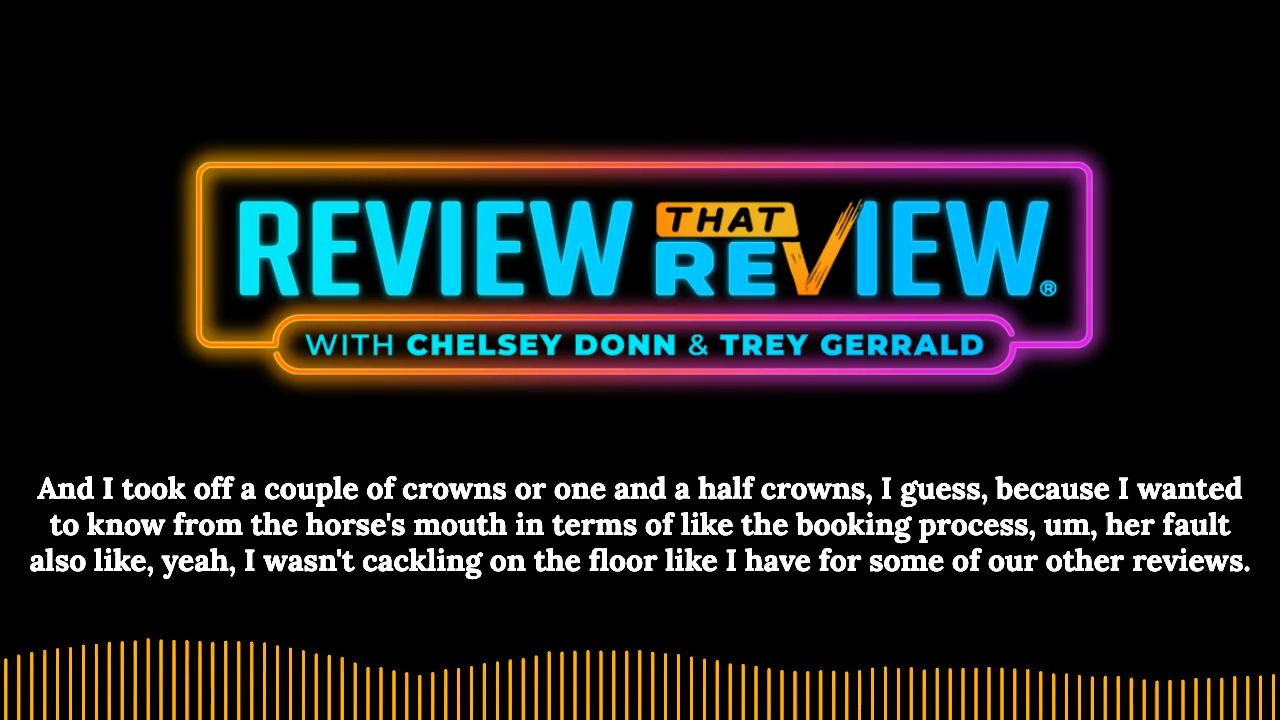 REVIEW THAT REVIEW®
WITH CHELSEY DONN & TREY GERRALD
And I took off a couple of crowns or one and a half crowns, I guess, because I wanted
to know from the horse's mouth in terms of like the booking process, um, her fault
also like, yeah, I wasn't cackling on the floor like I have for some of our other reviews.